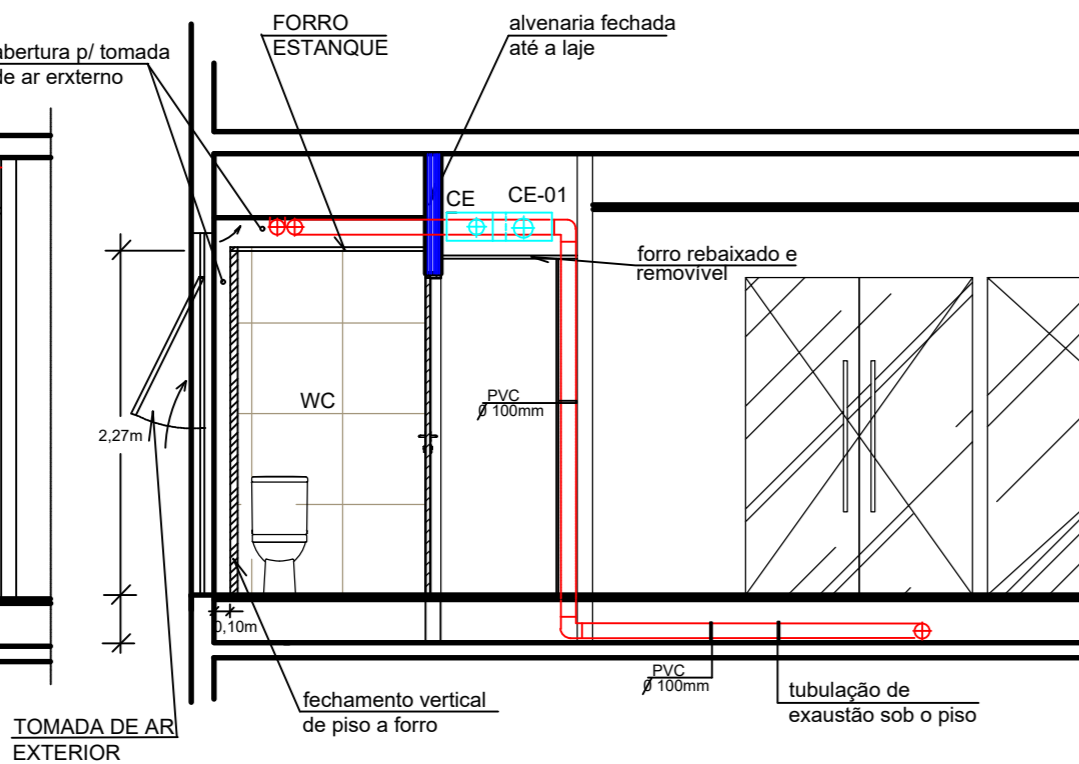 FORRO
ESTANQUE
alvenaria fechada
até a laje
abertura p/ tomada
de ar erxterno
CE
CE-01
forro rebaixado e
removível
WC
PVC
Ø 100mm
2,27m
0,10m
PVC
Ø 100mm
fechamento vertical
de piso a forro
tubulação de
exaustão sob o piso
TOMADA DE AR
EXTERIOR